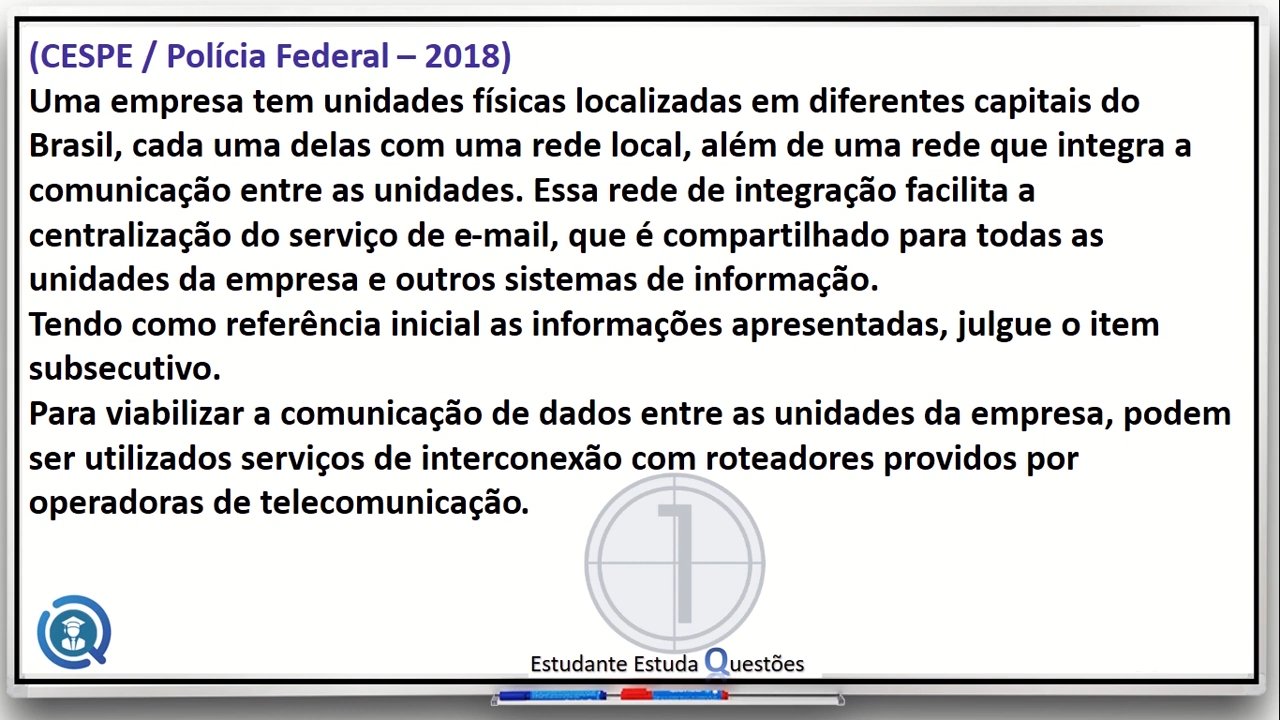 (CESPE / Polícia Federal – 2018)
Uma empresa tem unidades físicas localizadas em diferentes capitais do
Brasil, cada uma delas com uma rede local, além de uma rede que integra a
comunicação entre as unidades. Essa rede de integração facilita a
centralização do serviço de e-mail, que é compartilhado para todas as
unidades da empresa e outros sistemas de informação.
Tendo como referência inicial as informações apresentadas, julgue o item
subsecutivo.
Para viabilizar a comunicação de dados entre as unidades da empresa, podem
ser utilizados serviços de interconexão com roteadores providos por
operadoras de telecomunicação.
1
Estudante Estuda Questões